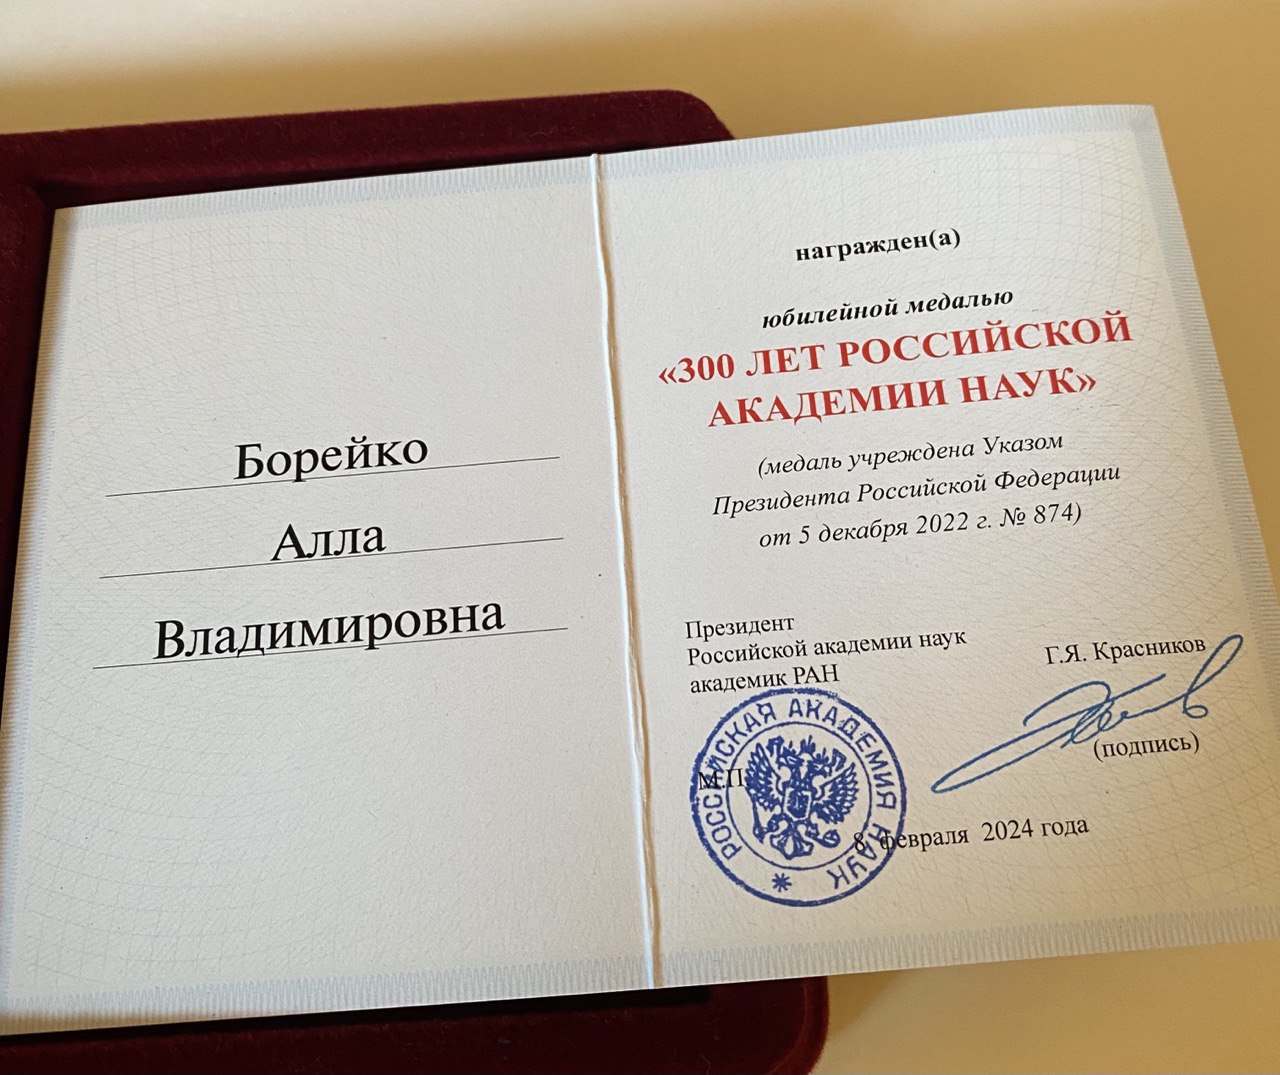 Борейко
Алла
Владимировна
награжден(а)
юбилейной медалью
«300 ЛЕТ РОССИЙСКОЙ
АКАДЕМИИ НАУК»
(медаль учреждена Указом
Президента Российской Федерации
от 5 декабря 2022 г. № 874)
Президент
Российской академии наук
академик РАН
Г.Я. Красников
(подпись)
М.П.
РОССИЙСКАЯ АКАДЕМИЯ НАУК
8 февраля 2024 года